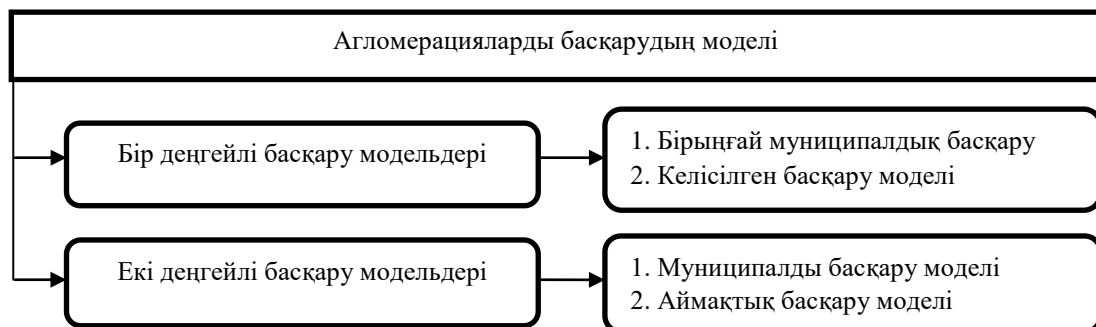 Агломерацияларды басқарудың моделі
Бір деңгейлі басқару модельдері
1. Бірыңғай муниципалдық басқару
2. Келісілген басқару моделі
Екі деңгейлі басқару модельдері
1. Муниципалды басқару моделі
2. Аймақтық басқару моделі